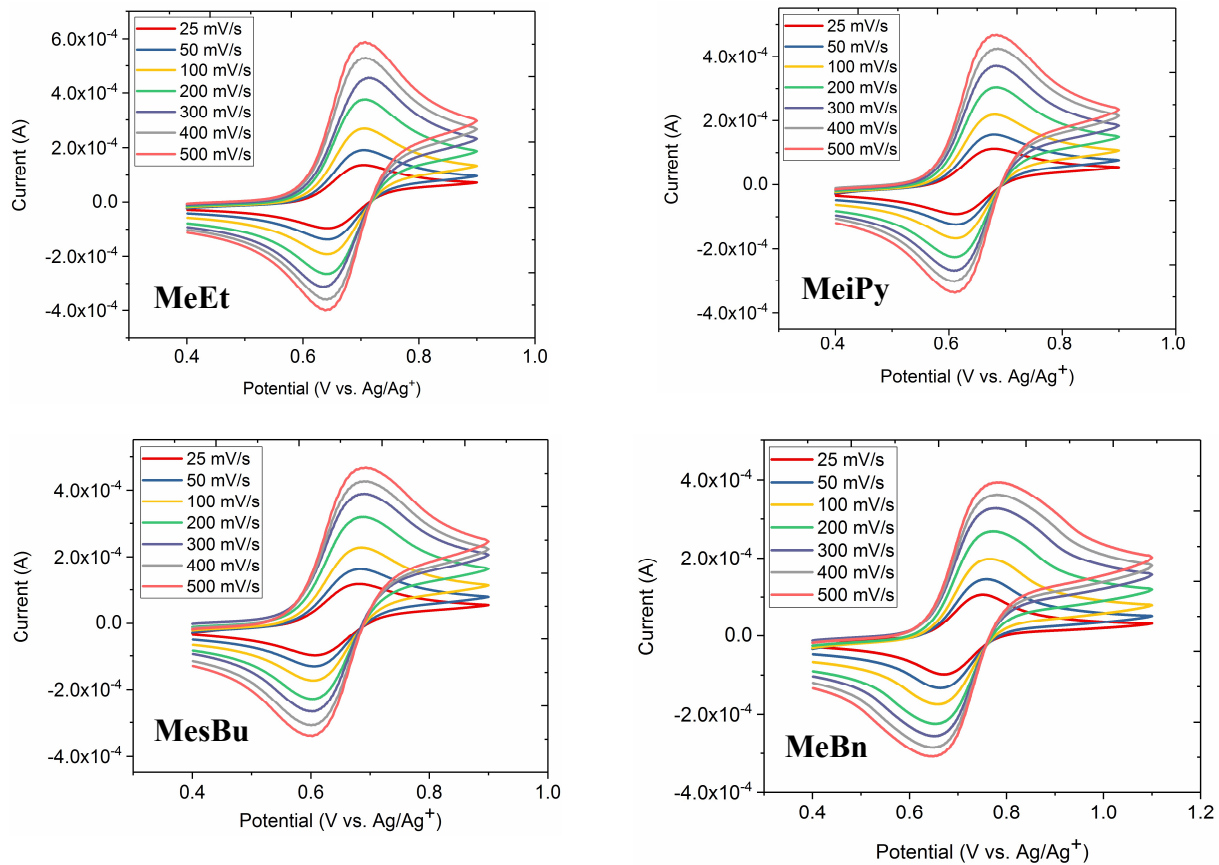 25 mV/s
50 mV/s
100 mV/s
200 mV/s
300 mV/s
400 mV/s
500 mV/s
6.0x10⁻⁴
4.0x10⁻⁴
2.0x10⁻⁴
0.0
-2.0x10⁻⁴
-4.0x10⁻⁴
Current (A)
MeEt
0.4
0.6
0.8
1.0
Potential (V vs. Ag/Ag⁺)
25 mV/s
50 mV/s
100 mV/s
200 mV/s
300 mV/s
400 mV/s
500 mV/s
4.0x10⁻⁴
2.0x10⁻⁴
0.0
-2.0x10⁻⁴
-4.0x10⁻⁴
Current (A)
MeiPy
0.4
0.6
0.8
1.0
Potential (V vs. Ag/Ag⁺)
25 mV/s
50 mV/s
100 mV/s
200 mV/s
300 mV/s
400 mV/s
500 mV/s
4.0x10⁻⁴
2.0x10⁻⁴
0.0
-2.0x10⁻⁴
-4.0x10⁻⁴
Current (A)
MesBu
0.4
0.6
0.8
1.0
Potential (V vs. Ag/Ag⁺)
25 mV/s
50 mV/s
100 mV/s
200 mV/s
300 mV/s
400 mV/s
500 mV/s
4.0x10⁻⁴
2.0x10⁻⁴
0.0
-2.0x10⁻⁴
-4.0x10⁻⁴
Current (A)
MeBn
0.4
0.6
0.8
1.0
1.2
Potential (V vs. Ag/Ag⁺)